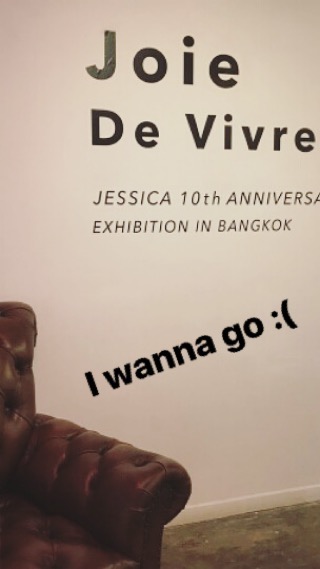 Joie
De Vivre
JESSICA 10th ANNIVERSA
EXHIBITION IN BANGKOK
I wanna go :(